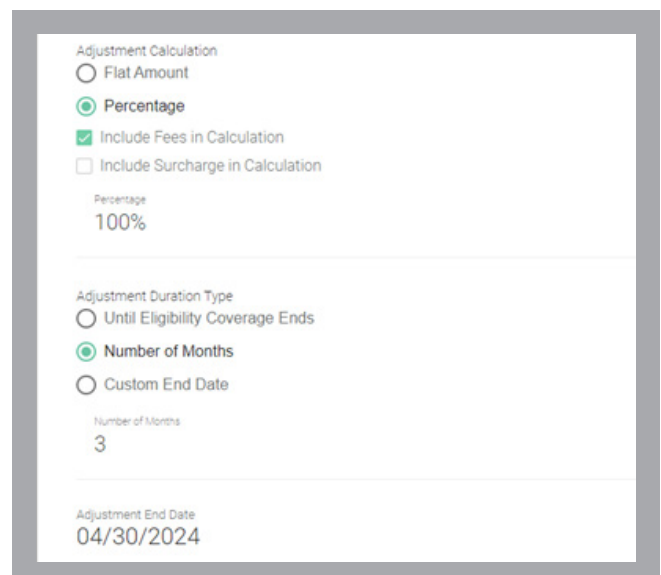 Adjustment Calculation
Flat Amount
Percentage
Include Fees in Calculation
Include Surcharge in Calculation
Percentage
100%
Adjustment Duration Type
Until Eligibility Coverage Ends
Number of Months
Custom End Date
Number of Months
3
Adjustment End Date
04/30/2024